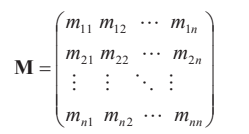 m₁₁ m₁₂ ⋯ m₁ₙ
m₂₁ m₂₂ ⋯ m₂ₙ
M =
⋮ ⋮ ⋱ ⋮
mₙ₁ mₙ₂ ⋯ mₙₙ